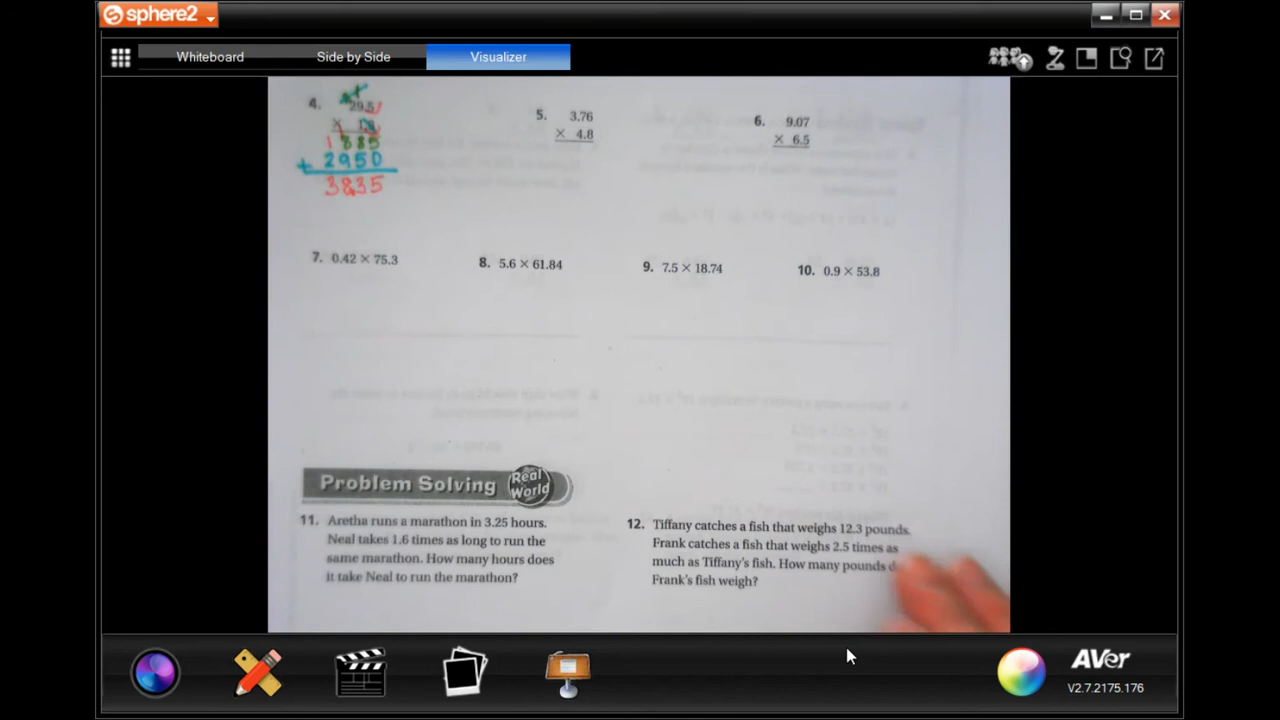 sphere2
Whiteboard Side by Side Visualizer
4. 29.5
× 1.3
1 885
+ 2950
38.35
5. 3.76
× 4.8
6. 9.07
× 6.5
7. 0.42 × 75.3
8. 5.6 × 61.84
9. 7.5 × 18.74
10. 0.9 × 53.8
Problem Solving Real World
11. Aretha runs a marathon in 3.25 hours.
Neal takes 1.6 times as long to run the
same marathon. How many hours does
it take Neal to run the marathon?
12. Tiffany catches a fish that weighs 12.3 pounds.
Frank catches a fish that weighs 2.5 times as
much as Tiffany's fish. How many pounds d
Frank's fish weigh?
AVer
V2.7.2175.176